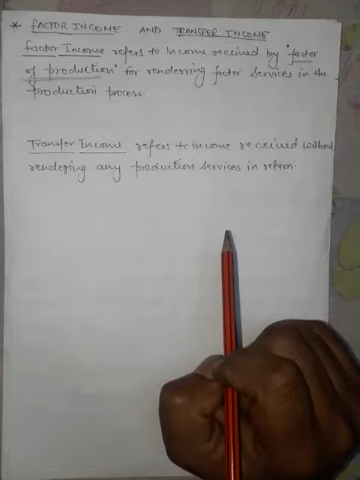 * FACTOR INCOME AND TRANSFER INCOME
Factor Income refers to Income received by "factor
of production" for renderring factor services in the
production process.
Transfer Income refers to income received without
rendering any production services in return.